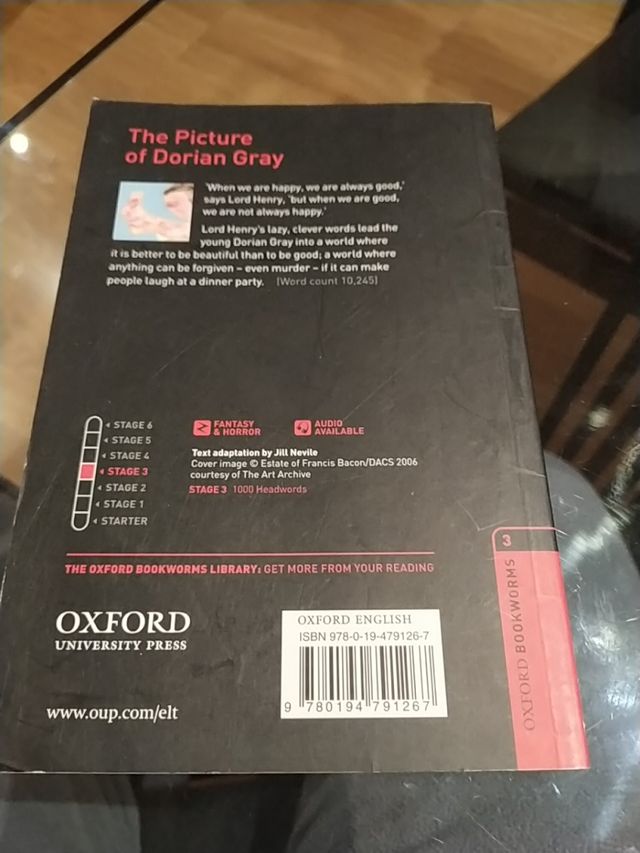 The Picture
of Dorian Gray
'When we are happy, we are always good,'
says Lord Henry, 'but when we are good,
we are not always happy.'
Lord Henry's lazy, clever words lead the
young Dorian Gray into a world where
it is better to be beautiful than to be good; a world where
anything can be forgiven – even murder – if it can make
people laugh at a dinner party. [Word count 10,245]
STAGE 6
STAGE 5
STAGE 4
STAGE 3
STAGE 2
STAGE 1
STARTER
FANTASY
& HORROR
AUDIO
AVAILABLE
Text adaptation by Jill Nevile
Cover image © Estate of Francis Bacon/DACS 2006
courtesy of The Art Archive
STAGE 3 1000 Headwords
THE OXFORD BOOKWORMS LIBRARY: GET MORE FROM YOUR READING
OXFORD
UNIVERSITY PRESS
www.oup.com/elt
OXFORD ENGLISH
ISBN 978-0-19-479126-7
9 780194 791267
3
OXFORD BOOKWORMS